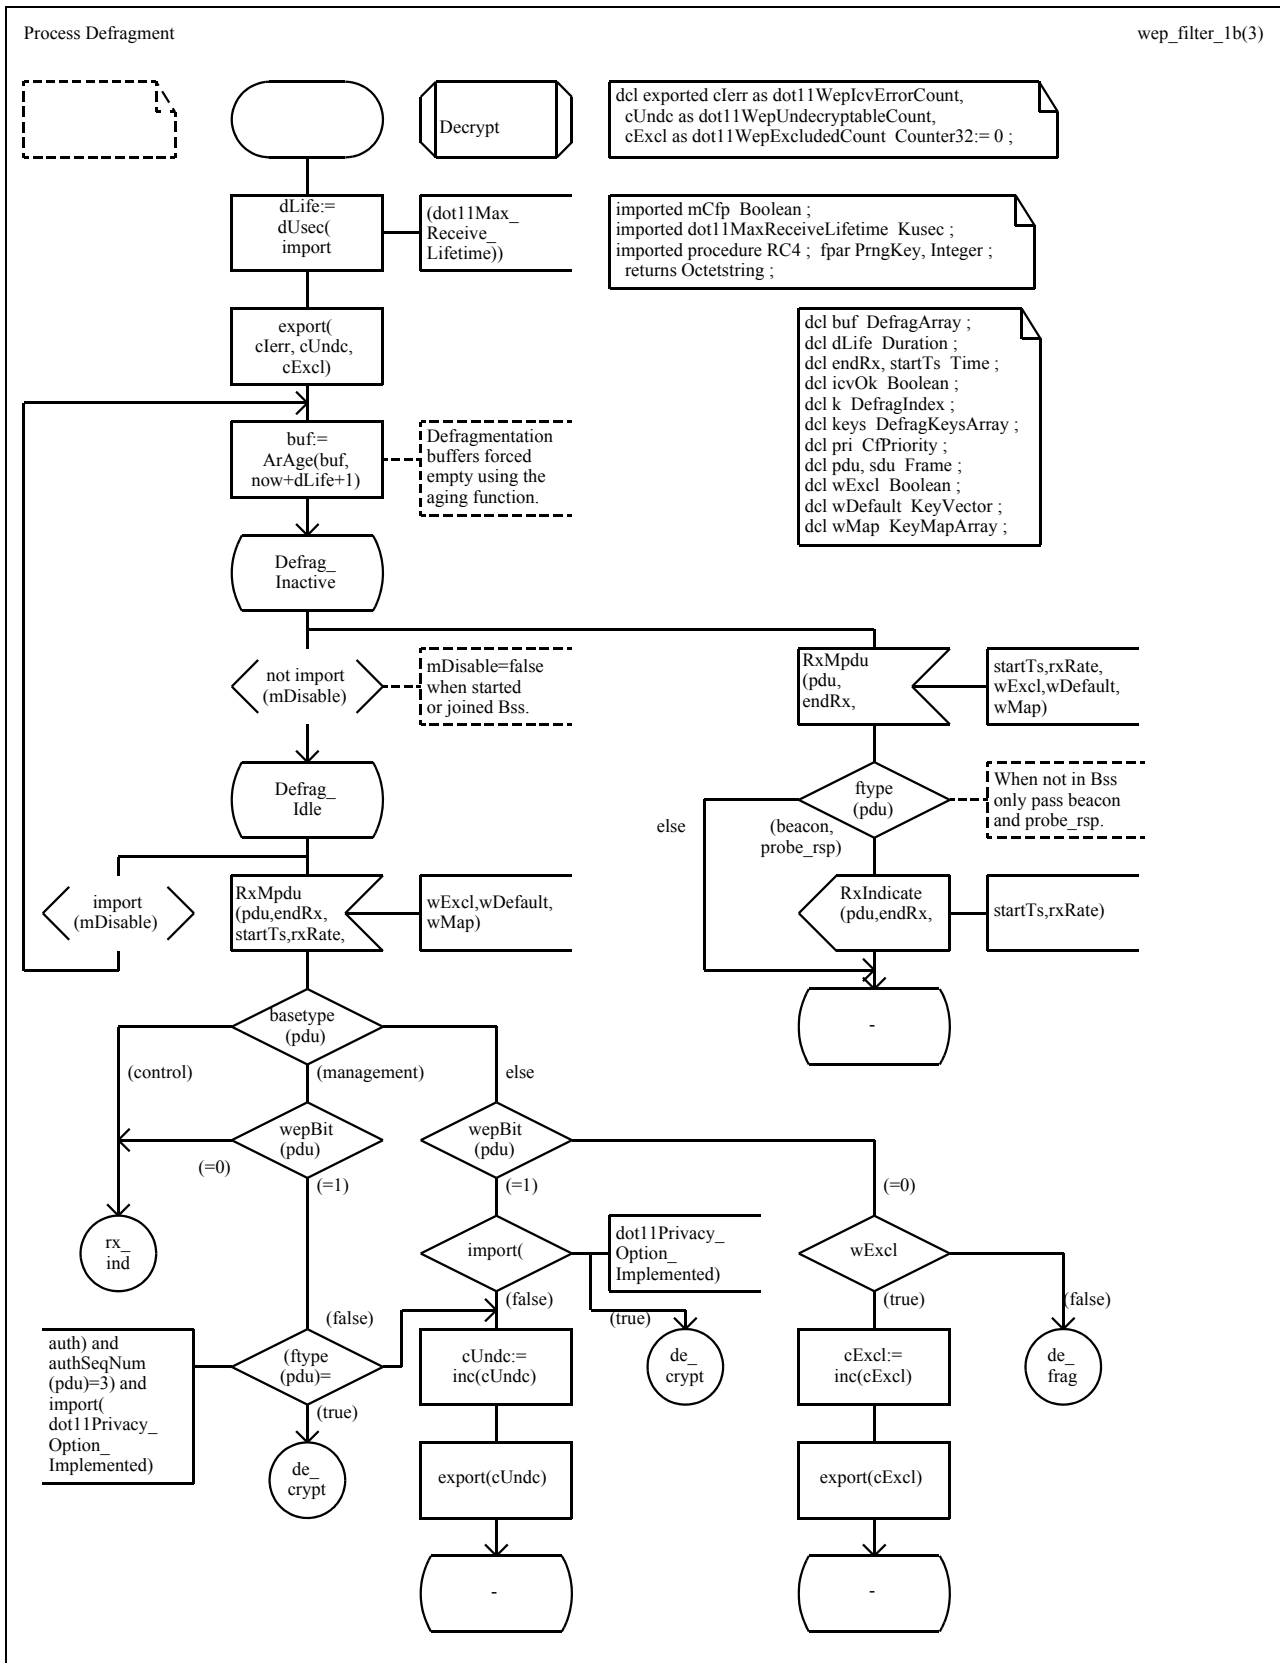 Process Defragment
wep_filter_1b(3)
Decrypt
dcl exported cIerr as dot11WepIcvErrorCount,
cUndc as dot11WepUndecryptableCount,
cExcl as dot11WepExcludedCount Counter32:= 0 ;
dLife:=
dUsec(
import
(dot11Max_
Receive_
Lifetime))
imported mCfp Boolean ;
imported dot11MaxReceiveLifetime Kusec ;
imported procedure RC4 ; fpar PrngKey, Integer ;
returns Octetstring ;
export(
cIerr, cUndc,
cExcl)
dcl buf DefragArray ;
dcl dLife Duration ;
dcl endRx, startTs Time ;
dcl icvOk Boolean ;
dcl k DefragIndex ;
dcl keys DefragKeysArray ;
dcl pri CfPriority ;
dcl pdu, sdu Frame ;
dcl wExcl Boolean ;
dcl wDefault KeyVector ;
dcl wMap KeyMapArray ;
buf:=
ArAge(buf,
now+dLife+1)
Defragmentation
buffers forced
empty using the
aging function.
Defrag_
Inactive
not import
(mDisable)
mDisable=false
when started
or joined Bss.
RxMpdu
(pdu,
endRx,
startTs,rxRate,
wExcl,wDefault,
wMap)
Defrag_
Idle
ftype
(pdu)
When not in Bss
only pass beacon
and probe_rsp.
else
(beacon,
probe_rsp)
import
(mDisable)
RxMpdu
(pdu,endRx,
startTs,rxRate,
wExcl,wDefault,
wMap)
RxIndicate
(pdu,endRx,
startTs,rxRate)
-
basetype
(pdu)
(control)
(management)
else
wepBit
(pdu)
wepBit
(pdu)
(=0)
(=1)
(=1)
(=0)
rx_
ind
import(
dot11Privacy_
Option_
Implemented)
wExcl
(false)
(false)
(true)
(true)
(false)
auth) and
authSeqNum
(pdu)=3) and
import(
dot11Privacy_
Option_
Implemented)
(ftype
(pdu)=
cUndc:=
inc(cUndc)
de_
crypt
cExcl:=
inc(cExcl)
de_
frag
(true)
de_
crypt
export(cUndc)
export(cExcl)
-
-